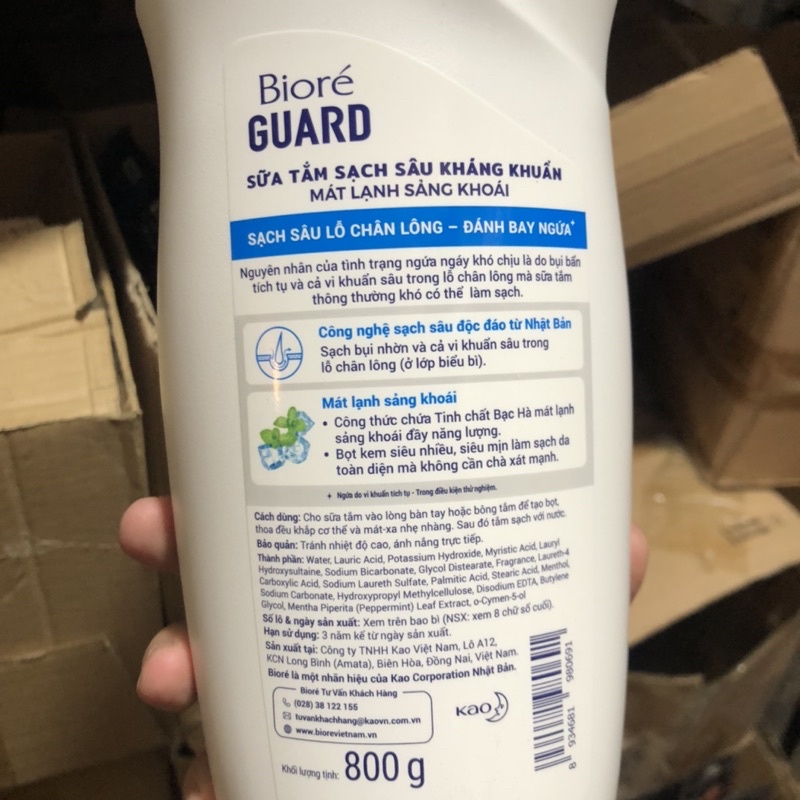 Bioré
GUARD
SỮA TẮM SẠCH SÂU KHÁNG KHUẨN
MÁT LẠNH SẢNG KHOÁI
SẠCH SÂU LỖ CHÂN LÔNG – ĐÁNH BAY NGỨA+
Nguyên nhân của tình trạng ngứa ngáy khó chịu là do bụi bẩn
tích tụ và cả vi khuẩn sâu trong lỗ chân lông mà sữa tắm
thông thường khó có thể làm sạch.
Công nghệ sạch sâu độc đáo từ Nhật Bản
Sạch bụi nhờn và cả vi khuẩn sâu trong
lỗ chân lông (ở lớp biểu bì).
Mát lạnh sảng khoái
• Công thức chứa Tinh chất Bạc Hà mát lạnh
sảng khoái đầy năng lượng.
• Bọt kem siêu nhiều, siêu mịn làm sạch da
toàn diện mà không cần chà xát mạnh.
+ Ngứa do vi khuẩn tích tụ - Trong điều kiện thử nghiệm.
Cách dùng: Cho sữa tắm vào lòng bàn tay hoặc bông tắm để tạo bọt,
thoa đều khắp cơ thể và mát-xa nhẹ nhàng. Sau đó tắm sạch với nước.
Bảo quản: Tránh nhiệt độ cao, ánh nắng trực tiếp.
Thành phần: Water, Lauric Acid, Potassium Hydroxide, Myristic Acid, Lauryl
Hydroxysultaine, Sodium Bicarbonate, Glycol Distearate, Fragrance, Laureth-4
Carboxylic Acid, Sodium Laureth Sulfate, Palmitic Acid, Stearic Acid, Menthol,
Sodium Carbonate, Hydroxypropyl Methylcellulose, Disodium EDTA, Butylene
Glycol, Mentha Piperita (Peppermint) Leaf Extract, o-Cymen-5-ol
Số lô & ngày sản xuất: Xem trên bao bì (NSX: xem 8 chữ số cuối).
Hạn sử dụng: 3 năm kể từ ngày sản xuất.
Sản xuất tại: Công ty TNHH Kao Việt Nam, Lô A12,
KCN Long Bình (Amata), Biên Hòa, Đồng Nai, Việt Nam.
Bioré là một nhãn hiệu của Kao Corporation Nhật Bản.
Bioré Tư Vấn Khách Hàng
(028) 38 122 155
tuvankhachhang@kaovn.com.vn
www.biorevietnam.vn
Kao
Khối lượng tịnh: 800 g
8 934681 980691